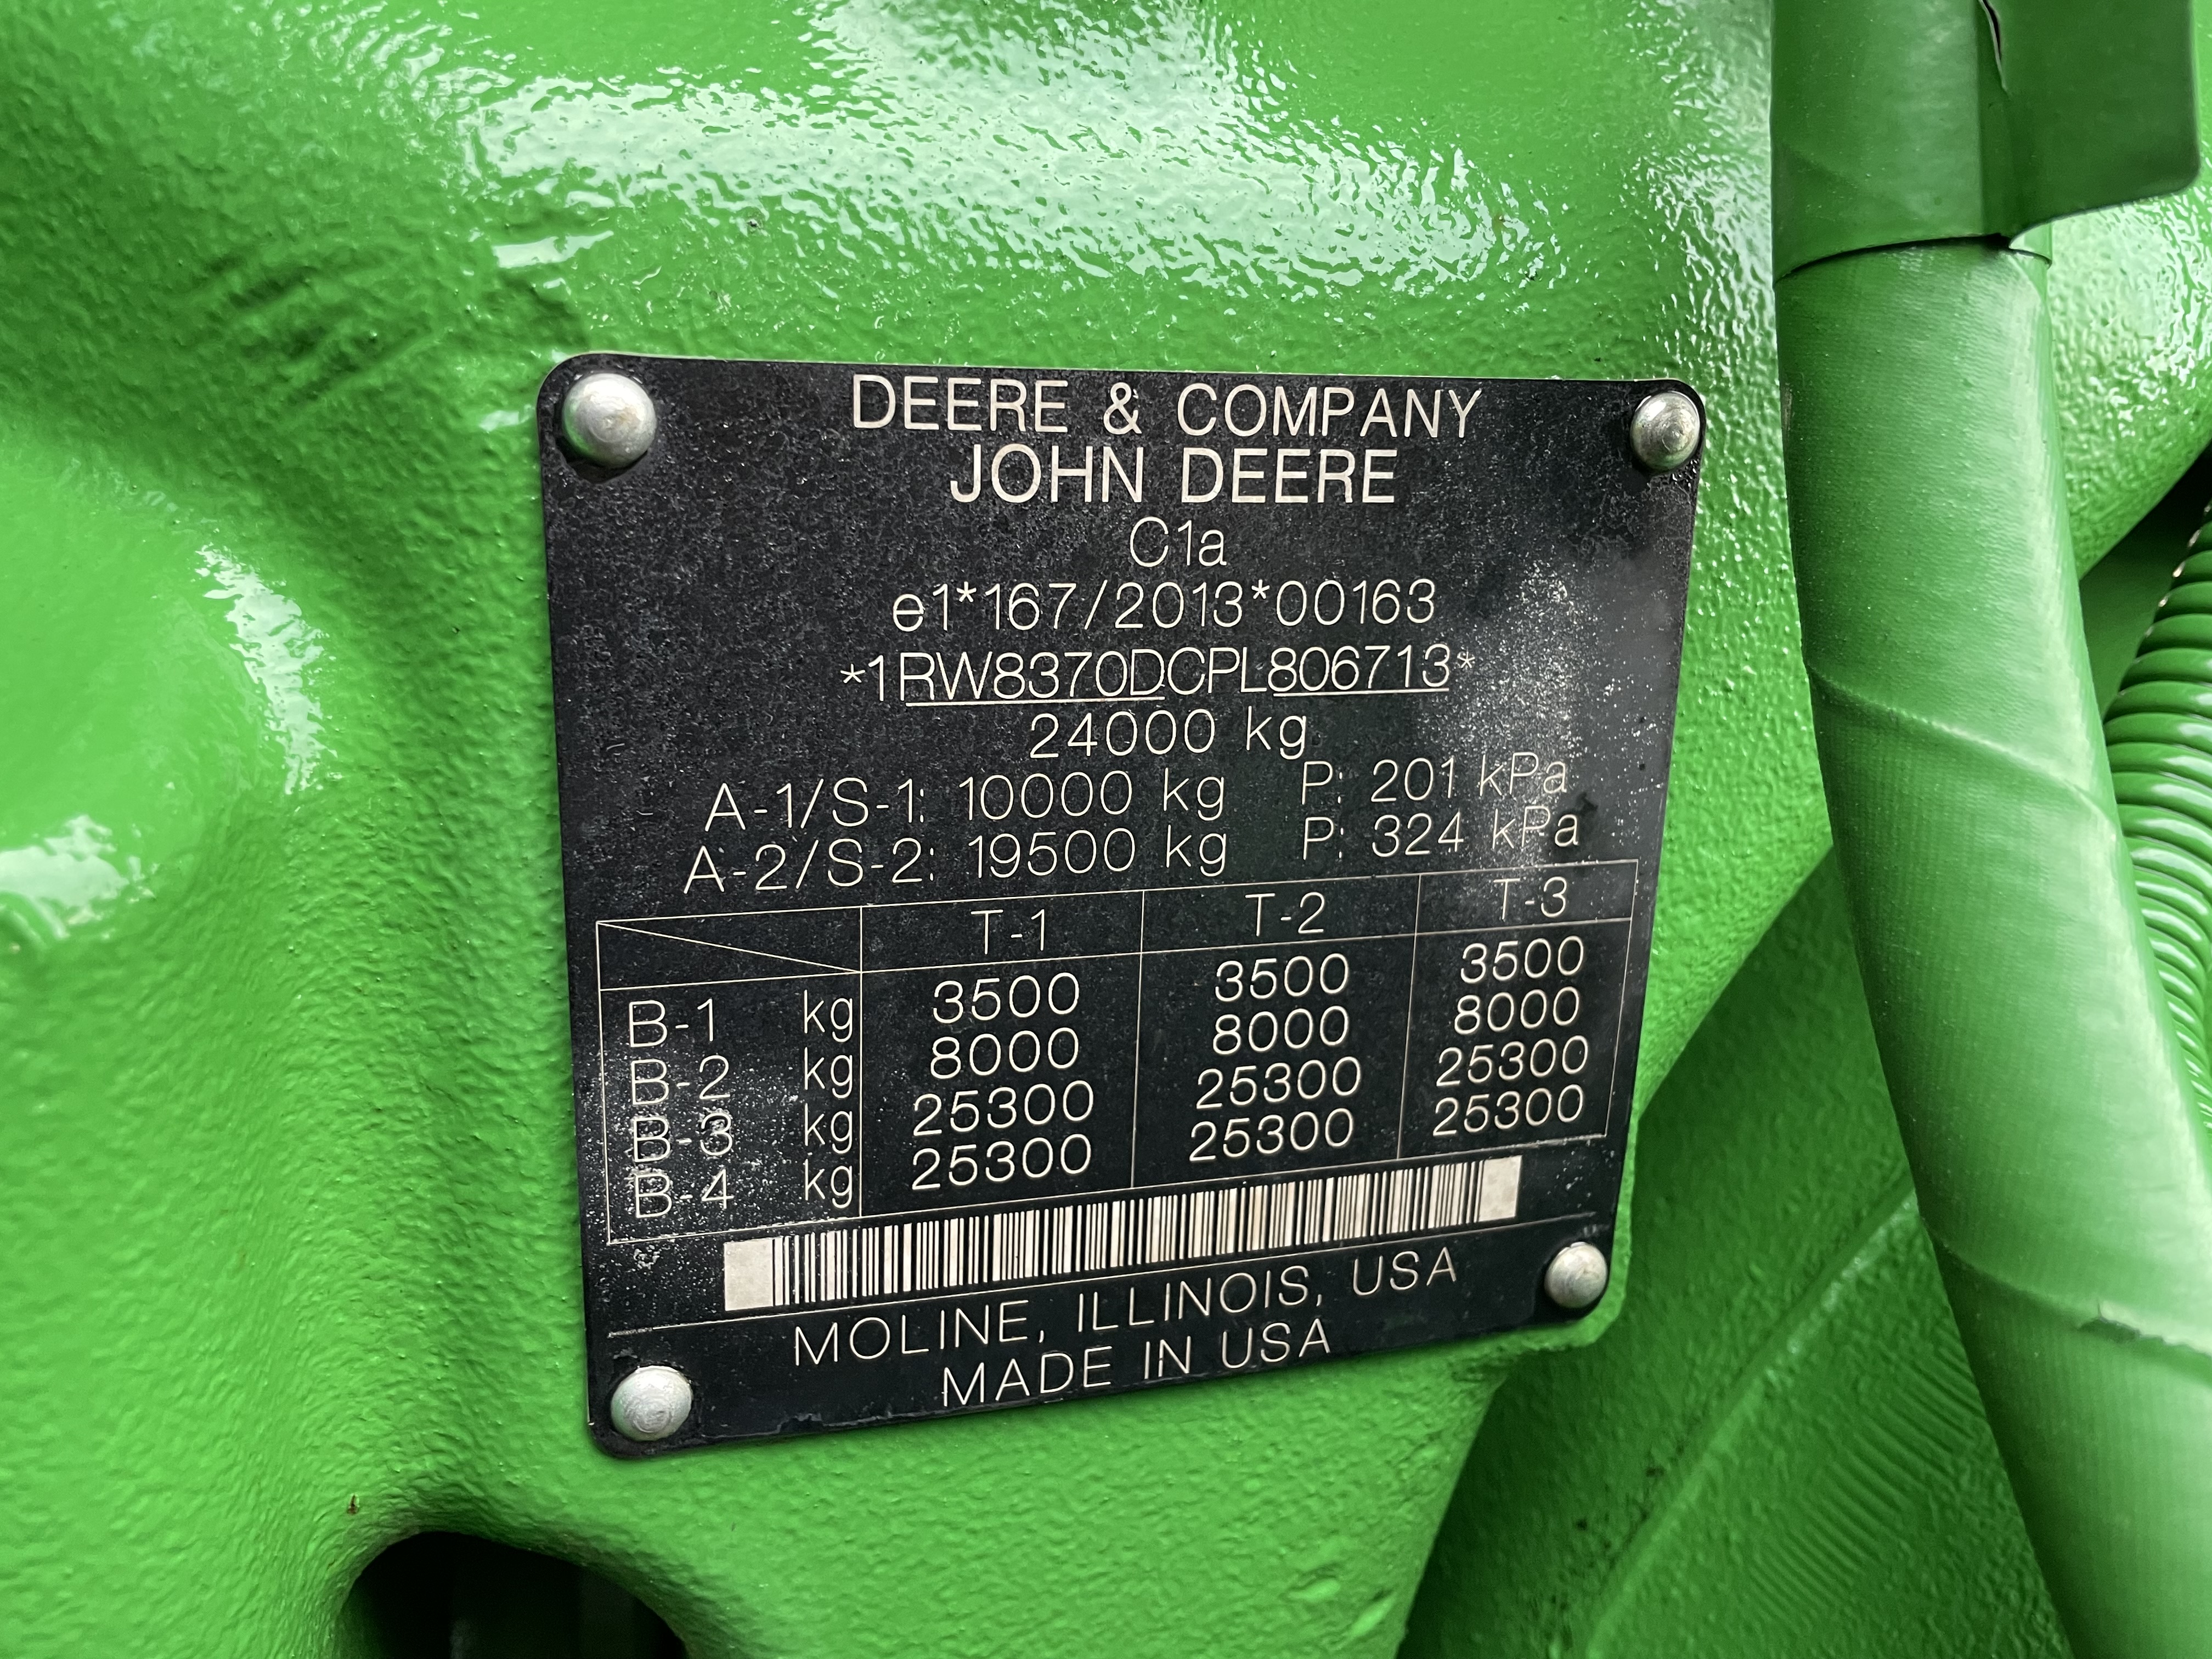 DEERE & COMPANY
JOHN DEERE
C1a
e1*167/2013*00163
*1RW8370DCPL806713*
24000 kg
A-1/S-1: 10000 kg P: 201 kPa
A-2/S-2: 19500 kg P: 324 kPa
T-1 T-2 T-3
B-1 kg 3500 3500 3500
B-2 kg 8000 8000 8000
B-3 kg 25300 25300 25300
B-4 kg 25300 25300 25300
MOLINE, ILLINOIS, USA
MADE IN USA